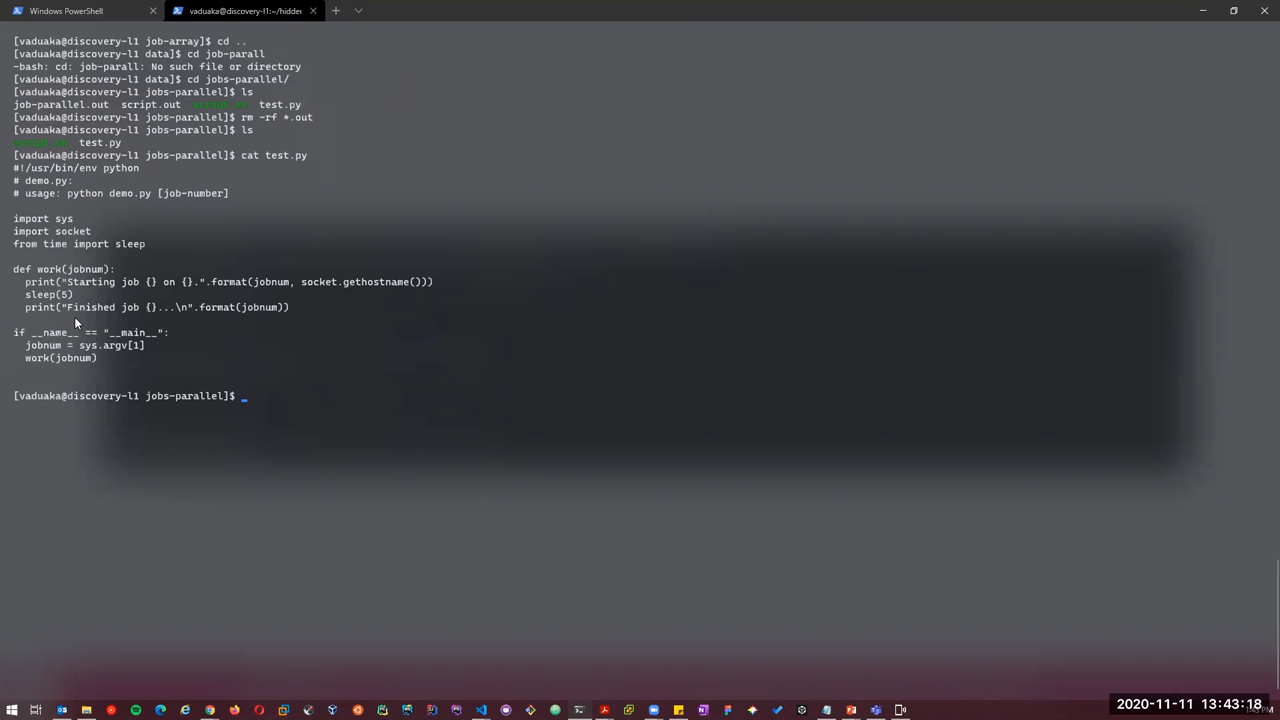 Windows PowerShell
vaduaka@discovery-l1:~/hidder
[vaduaka@discovery-l1 job-array]$ cd ..
[vaduaka@discovery-l1 data]$ cd job-parall
-bash: cd: job-parall: No such file or directory
[vaduaka@discovery-l1 data]$ cd jobs-parallel/
[vaduaka@discovery-l1 jobs-parallel]$ ls
job-parallel.out script.out script.sh test.py
[vaduaka@discovery-l1 jobs-parallel]$ rm -rf *.out
[vaduaka@discovery-l1 jobs-parallel]$ ls
script.sh test.py
[vaduaka@discovery-l1 jobs-parallel]$ cat test.py
#!/usr/bin/env python
# demo.py:
# usage: python demo.py [job-number]
import sys
import socket
from time import sleep
def work(jobnum):
print("Starting job {} on {}.".format(jobnum, socket.gethostname()))
sleep(5)
print("Finished job {}...\n".format(jobnum))
if __name__ == "__main__":
jobnum = sys.argv[1]
work(jobnum)
[vaduaka@discovery-l1 jobs-parallel]$
2020-11-11 13:43:18